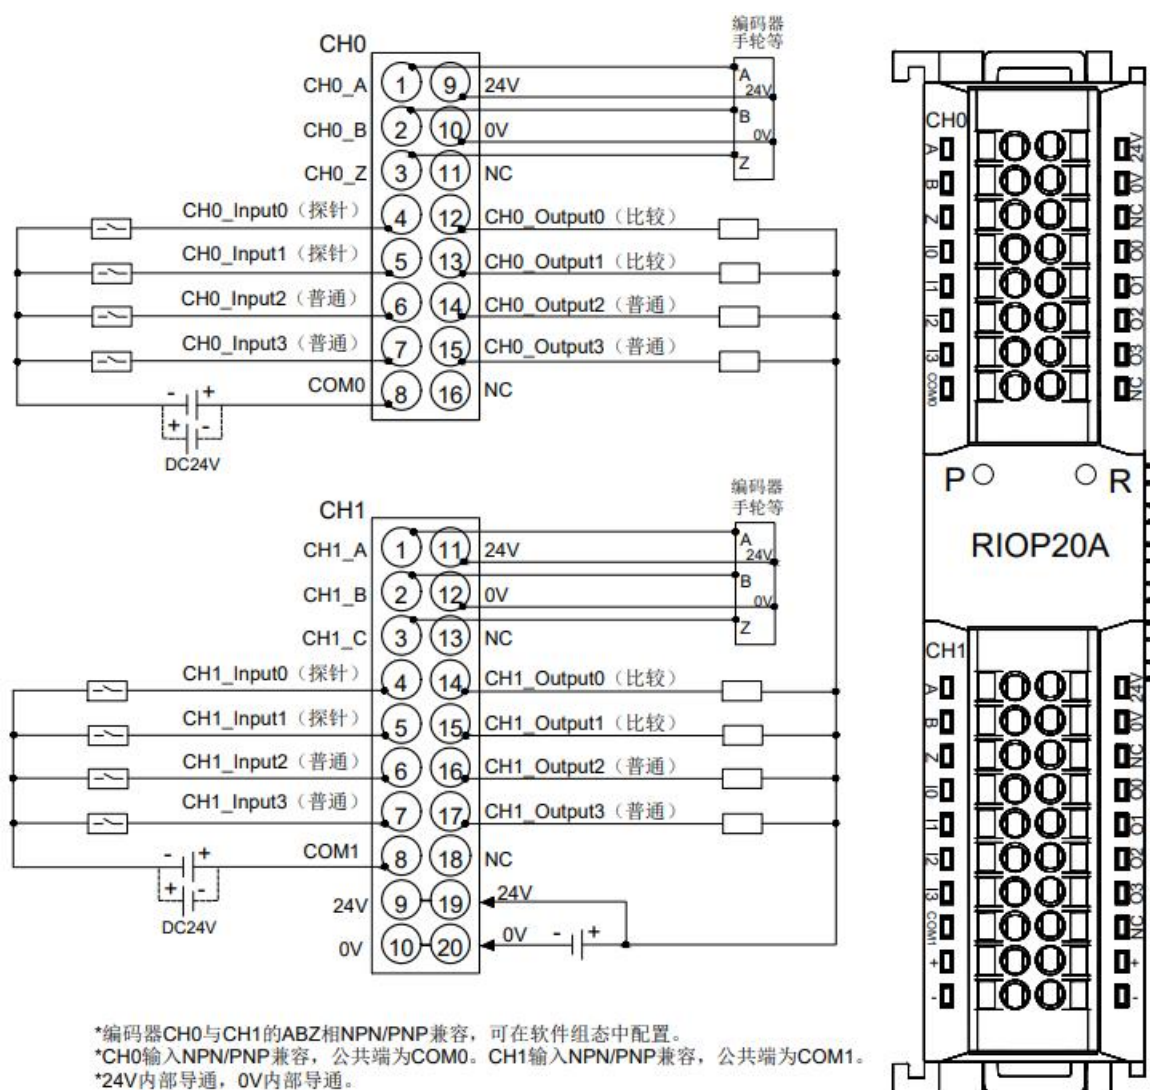 编码器
手轮等
CH0
CH0_A 1 9 24V
A
24V
CH0_B 2 10 0V
B
0V
CH0_Z 3 11 NC
Z
CH0_Input0（探针） 4 12 CH0_Output0（比较）
CH0_Input1（探针） 5 13 CH0_Output1（比较）
CH0_Input2（普通） 6 14 CH0_Output2（普通）
CH0_Input3（普通） 7 15 CH0_Output3（普通）
COM0 8 16 NC
- +
+ -
DC24V
编码器
手轮等
CH1
CH1_A 1 11 24V
A
24V
CH1_B 2 12 0V
B
0V
CH1_C 3 13 NC
Z
CH1_Input0（探针） 4 14 CH1_Output0（比较）
CH1_Input1（探针） 5 15 CH1_Output1（比较）
CH1_Input2（普通） 6 16 CH1_Output2（普通）
CH1_Input3（普通） 7 17 CH1_Output3（普通）
COM1 8 18 NC
- +
+ -
DC24V
24V 9 19 24V
0V 10 20 0V - +
*编码器CH0与CH1的ABZ相NPN/PNP兼容，可在软件组态中配置。
*CH0输入NPN/PNP兼容，公共端为COM0。CH1输入NPN/PNP兼容，公共端为COM1。
*24V内部导通，0V内部导通。
CH0
A 24V
B 0V
Z NC
I0 O0
I1 O1
I2 O2
I3 O3
COM0 NC
P R
RIOP20A
CH1
A 24V
B 0V
Z NC
I0 O0
I1 O1
I2 O2
I3 O3
COM1 NC
+ +
- -